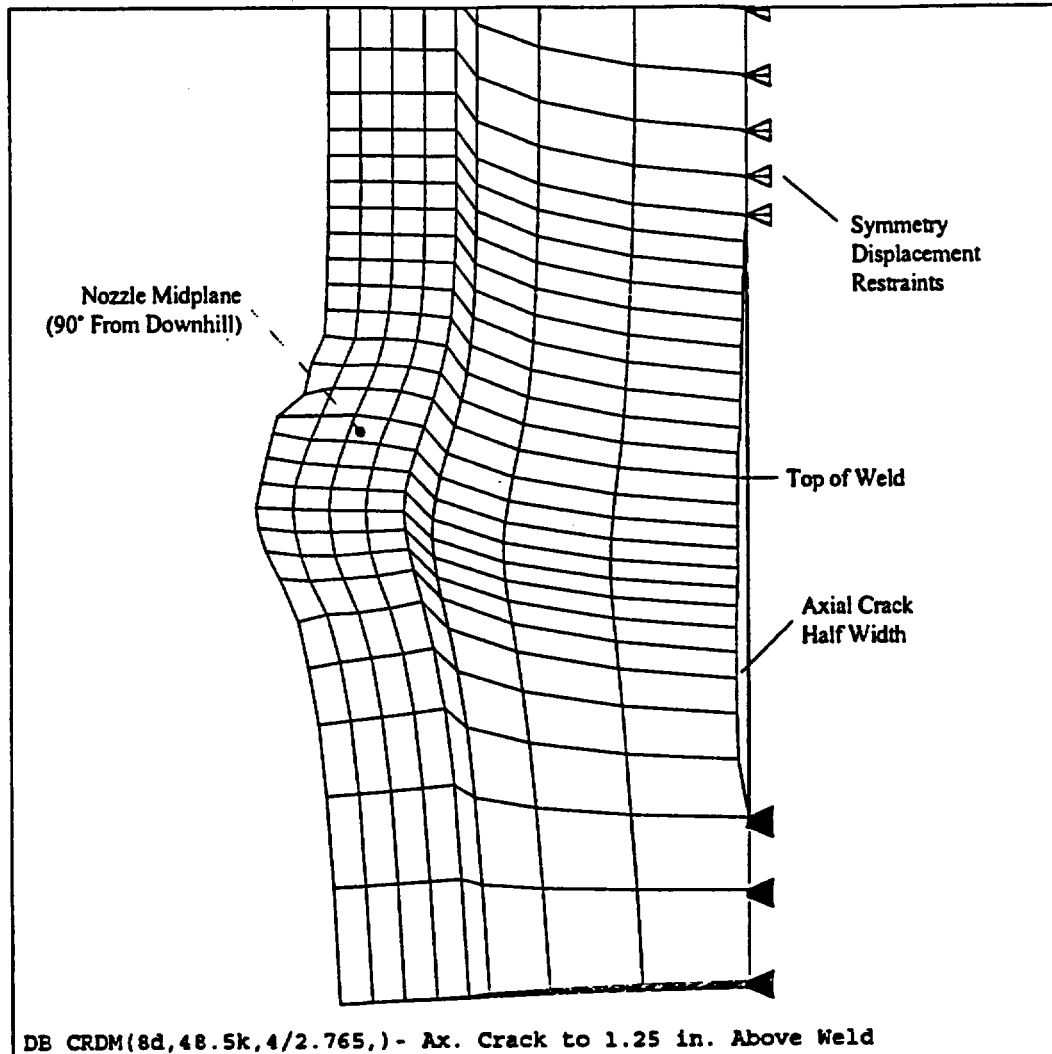 Symmetry
Displacement
Restraints
Nozzle Midplane
(90° From Downhill)
Top of Weld
Axial Crack
Half Width
DB CRDM(8d,48.5k,4/2.765,)- Ax. Crack to 1.25 in. Above Weld